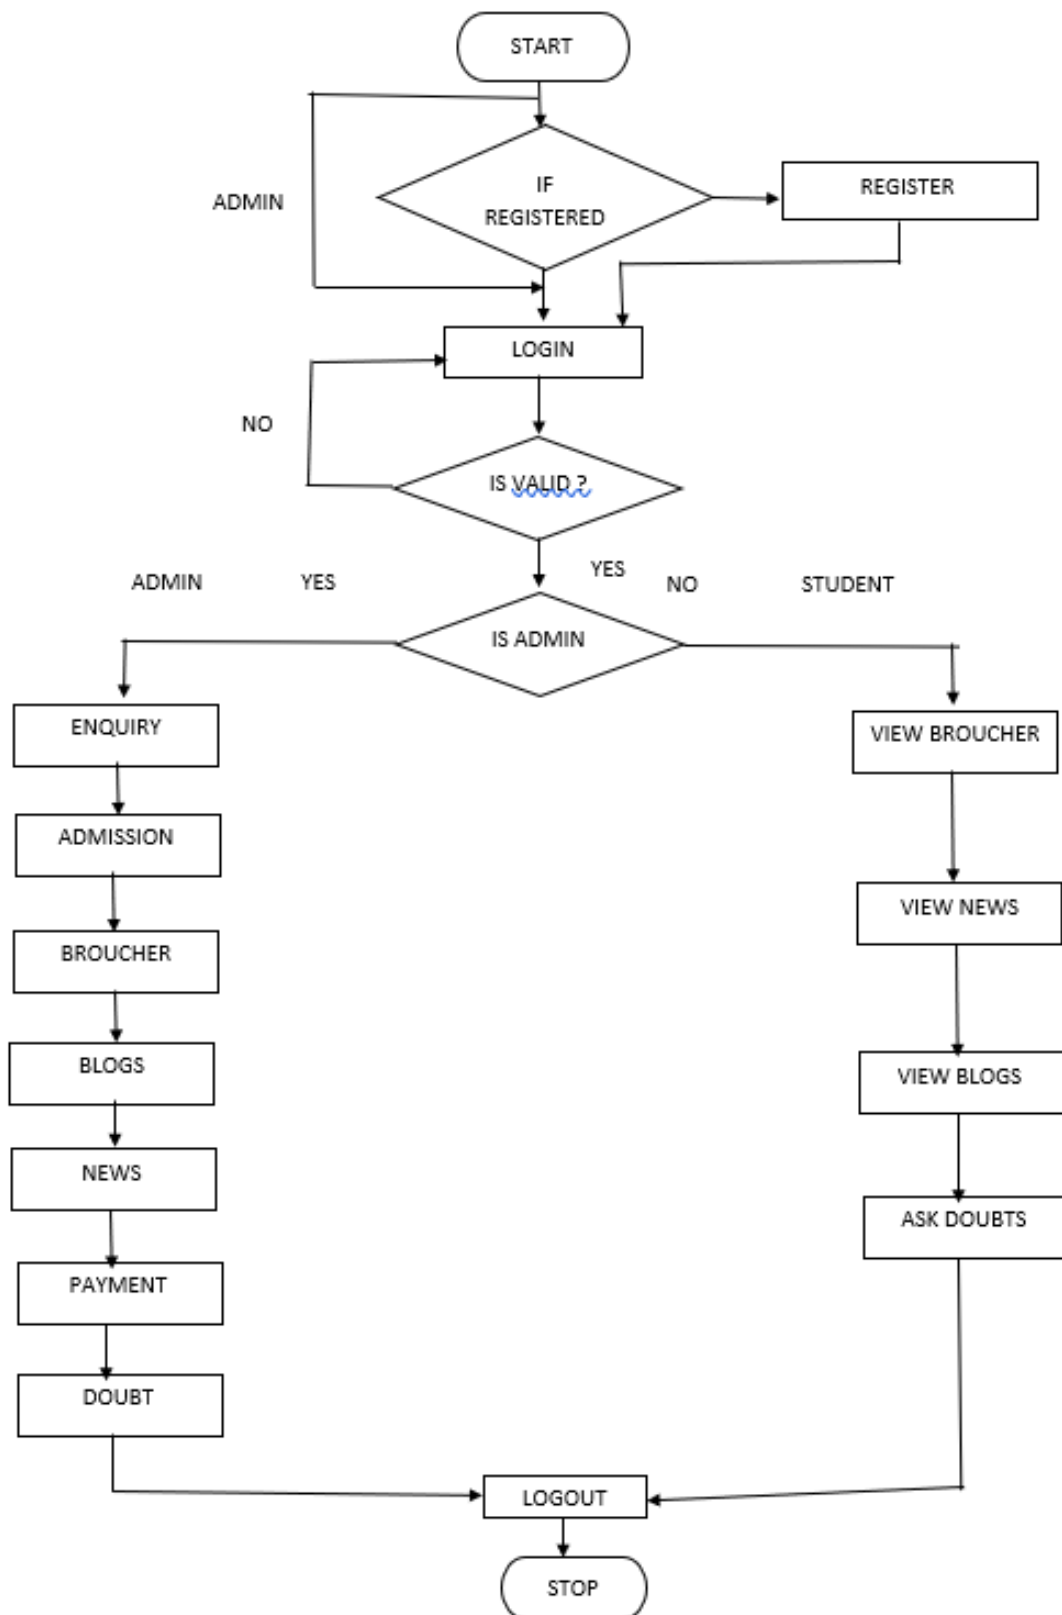 START
IF
REGISTERED
REGISTER
ADMIN
LOGIN
NO
IS VALID ?
YES
ADMIN
YES
NO
STUDENT
IS ADMIN
ENQUIRY
ADMISSION
BROUCHER
BLOGS
NEWS
PAYMENT
DOUBT
VIEW BROUCHER
VIEW NEWS
VIEW BLOGS
ASK DOUBTS
LOGOUT
STOP